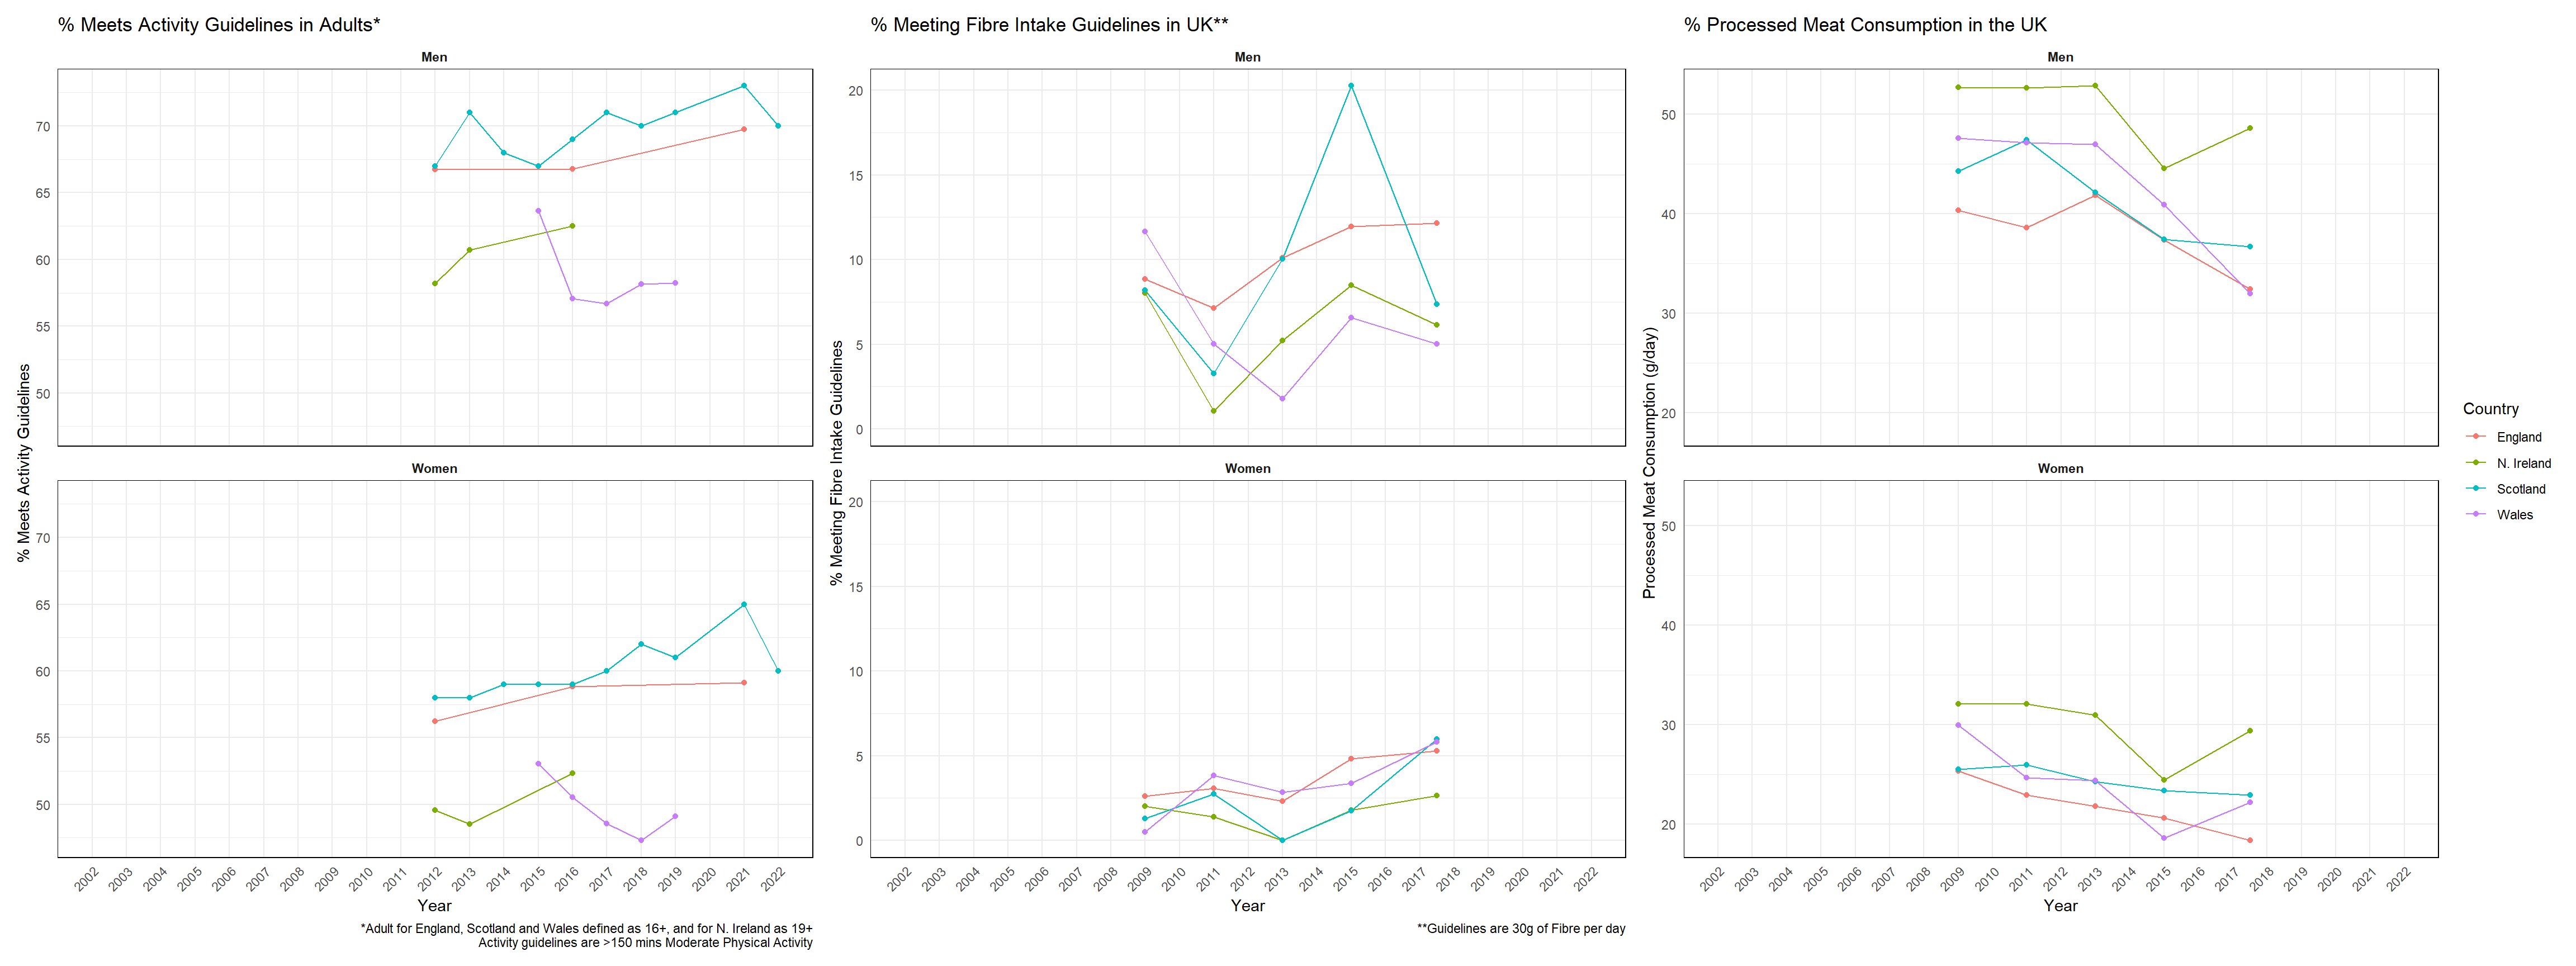 % Meets Activity Guidelines in Adults*
Men
70
65
60
55
50
% Meets Activity Guidelines
Women
70
65
60
55
50
2002 2003 2004 2005 2006 2007 2008 2009 2010 2011 2012 2013 2014 2015 2016 2017 2018 2019 2020 2021 2022
Year
*Adult for England, Scotland and Wales defined as 16+, and for N. Ireland as 19+
Activity guidelines are >150 mins Moderate Physical Activity
% Meeting Fibre Intake Guidelines in UK**
Men
20
15
10
5
0
% Meeting Fibre Intake Guidelines
Women
20
15
10
5
0
2002 2003 2004 2005 2006 2007 2008 2009 2010 2011 2012 2013 2014 2015 2016 2017 2018 2019 2020 2021 2022
Year
**Guidelines are 30g of Fibre per day
% Processed Meat Consumption in the UK
Men
50
40
30
20
Processed Meat Consumption (g/day)
Women
50
40
30
20
2002 2003 2004 2005 2006 2007 2008 2009 2010 2011 2012 2013 2014 2015 2016 2017 2018 2019 2020 2021 2022
Year
Country
England
N. Ireland
Scotland
Wales